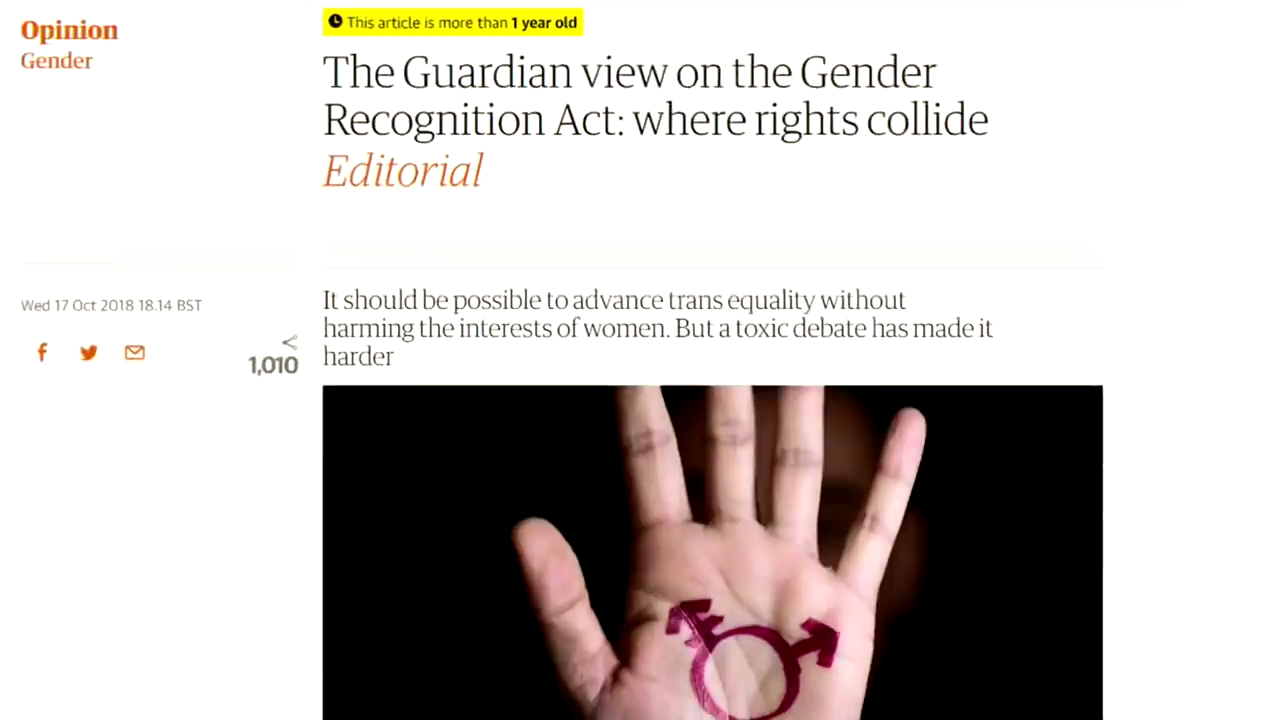 Opinion
Gender
This article is more than 1 year old
The Guardian view on the Gender
Recognition Act: where rights collide
Editorial
Wed 17 Oct 2018 18.14 BST
1,010
It should be possible to advance trans equality without
harming the interests of women. But a toxic debate has made it
harder